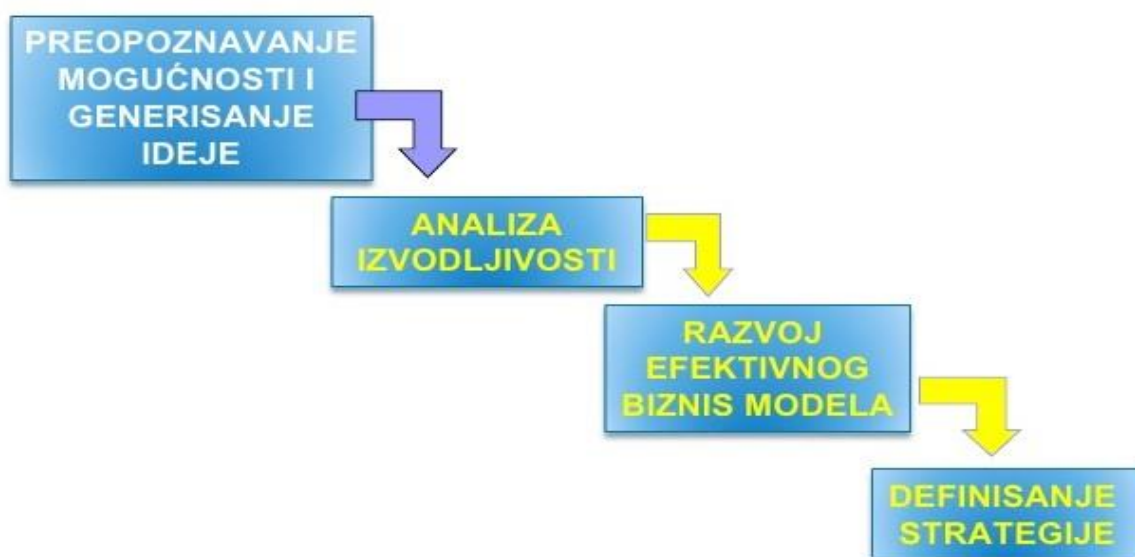 PREOPOZNAVANJE
MOGUĆNOSTI I
GENERISANJE
IDEJE
ANALIZA
IZVODLJIVOSTI
RAZVOJ
EFEKTIVNOG
BIZNIS MODELA
DEFINISANJE
STRATEGIJE